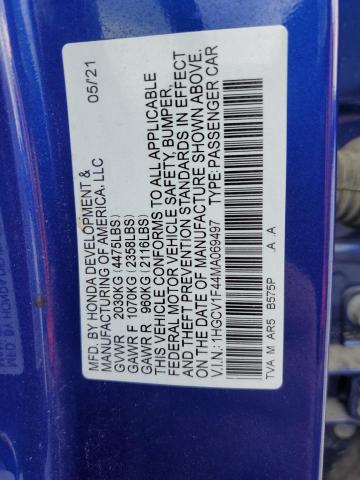 MFD. BY HONDA DEVELOPMENT & 05/21
MANUFACTURING OF AMERICA, LLC
GVWR 2030KG (4475LBS)
GAWR F 1070KG (2358LBS)
GAWR R 960KG (2116LBS)
THIS VEHICLE CONFORMS TO ALL APPLICABLE
FEDERAL MOTOR VEHICLE SAFETY, BUMPER,
AND THEFT PREVENTION STANDARDS IN EFFECT
ON THE DATE OF MANUFACTURE SHOWN ABOVE.
V.I.N.: 1HGCV1F44MA069497 TYPE: PASSENGER CAR
TVA M AR5 B575P A A